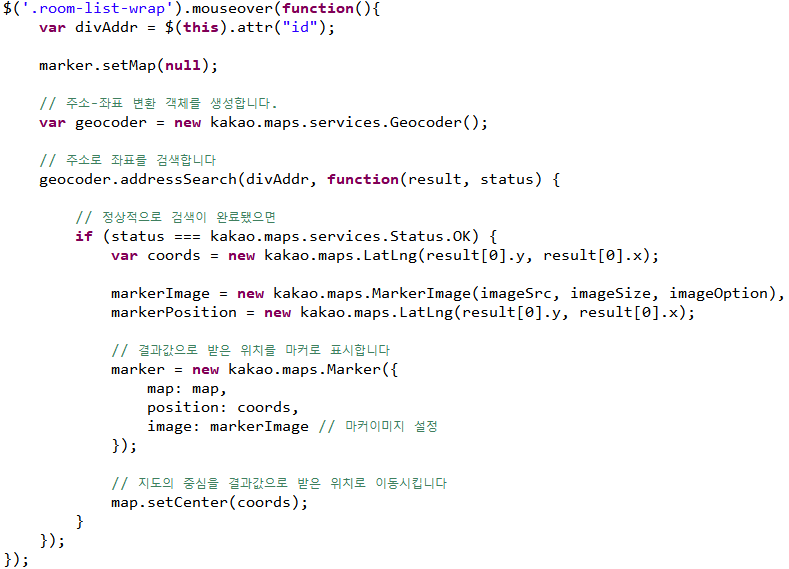 $('.room-list-wrap').mouseover(function(){
    var divAddr = $(this).attr("id");

    marker.setMap(null);

    // 주소-좌표 변환 객체를 생성합니다.
    var geocoder = new kakao.maps.services.Geocoder();

    // 주소로 좌표를 검색합니다
    geocoder.addressSearch(divAddr, function(result, status) {

        // 정상적으로 검색이 완료됐으면
        if (status === kakao.maps.services.Status.OK) {
            var coords = new kakao.maps.LatLng(result[0].y, result[0].x);

            markerImage = new kakao.maps.MarkerImage(imageSrc, imageSize, imageOption),
            markerPosition = new kakao.maps.LatLng(result[0].y, result[0].x);

            // 결과값으로 받은 위치를 마커로 표시합니다
            marker = new kakao.maps.Marker({
                map: map,
                position: coords,
                image: markerImage // 마커이미지 설정
            });

            // 지도의 중심을 결과값으로 받은 위치로 이동시킵니다
            map.setCenter(coords);
        }
    });
});